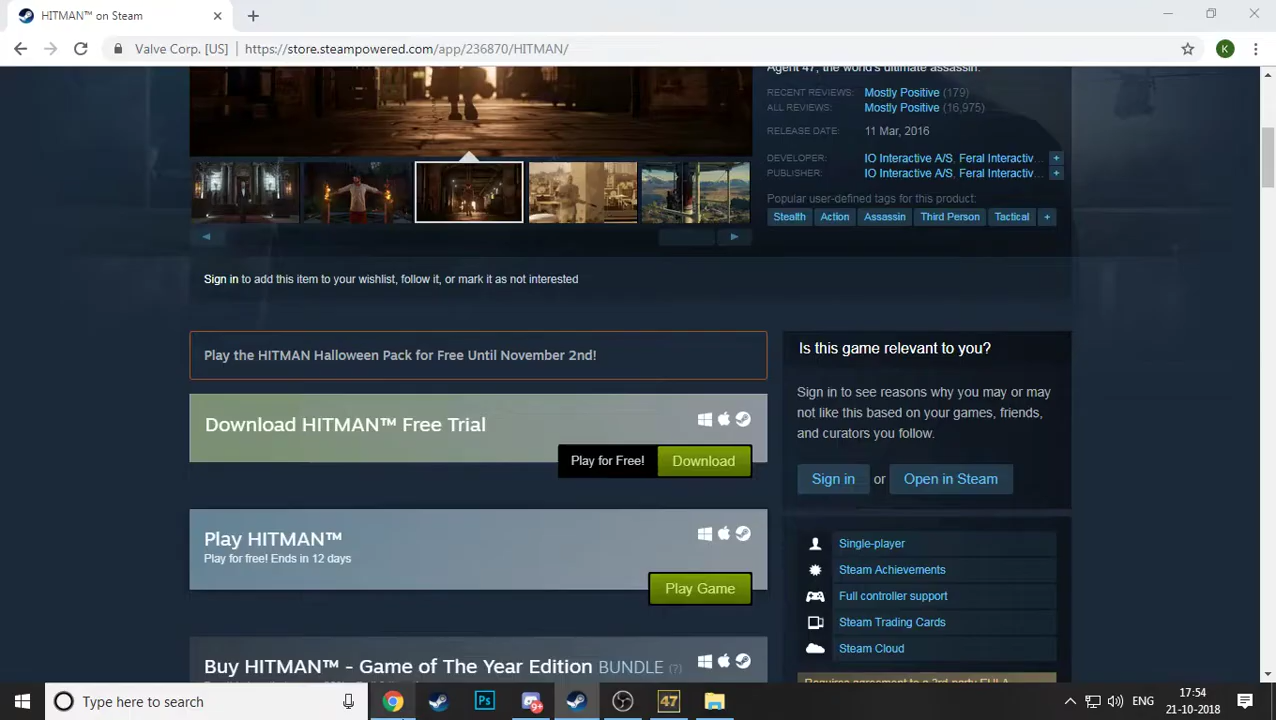 HITMAN™ on Steam
Valve Corp. [US] | https://store.steampowered.com/app/236870/HITMAN/
K
Agent 47, the world's ultimate assassin.
RECENT REVIEWS: Mostly Positive (179)
ALL REVIEWS: Mostly Positive (16,975)
RELEASE DATE: 11 Mar, 2016
DEVELOPER: IO Interactive A/S, Feral Interactiv... +
PUBLISHER: IO Interactive A/S, Feral Interactiv... +
Popular user-defined tags for this product:
Stealth Action Assassin Third Person Tactical +
Sign in to add this item to your wishlist, follow it, or mark it as not interested
Play the HITMAN Halloween Pack for Free Until November 2nd!
Download HITMAN™ Free Trial
Play for Free! Download
Play HITMAN™
Play for free! Ends in 12 days
Play Game
Buy HITMAN™ - Game of The Year Edition BUNDLE (?)
Is this game relevant to you?
Sign in to see reasons why you may or may
not like this based on your games, friends,
and curators you follow.
Sign in or Open in Steam
Single-player
Steam Achievements
Full controller support
Steam Trading Cards
Steam Cloud
Requires agreement to a 3rd-party EULA
Type here to search
Ps
47
ENG
17:54
21-10-2018